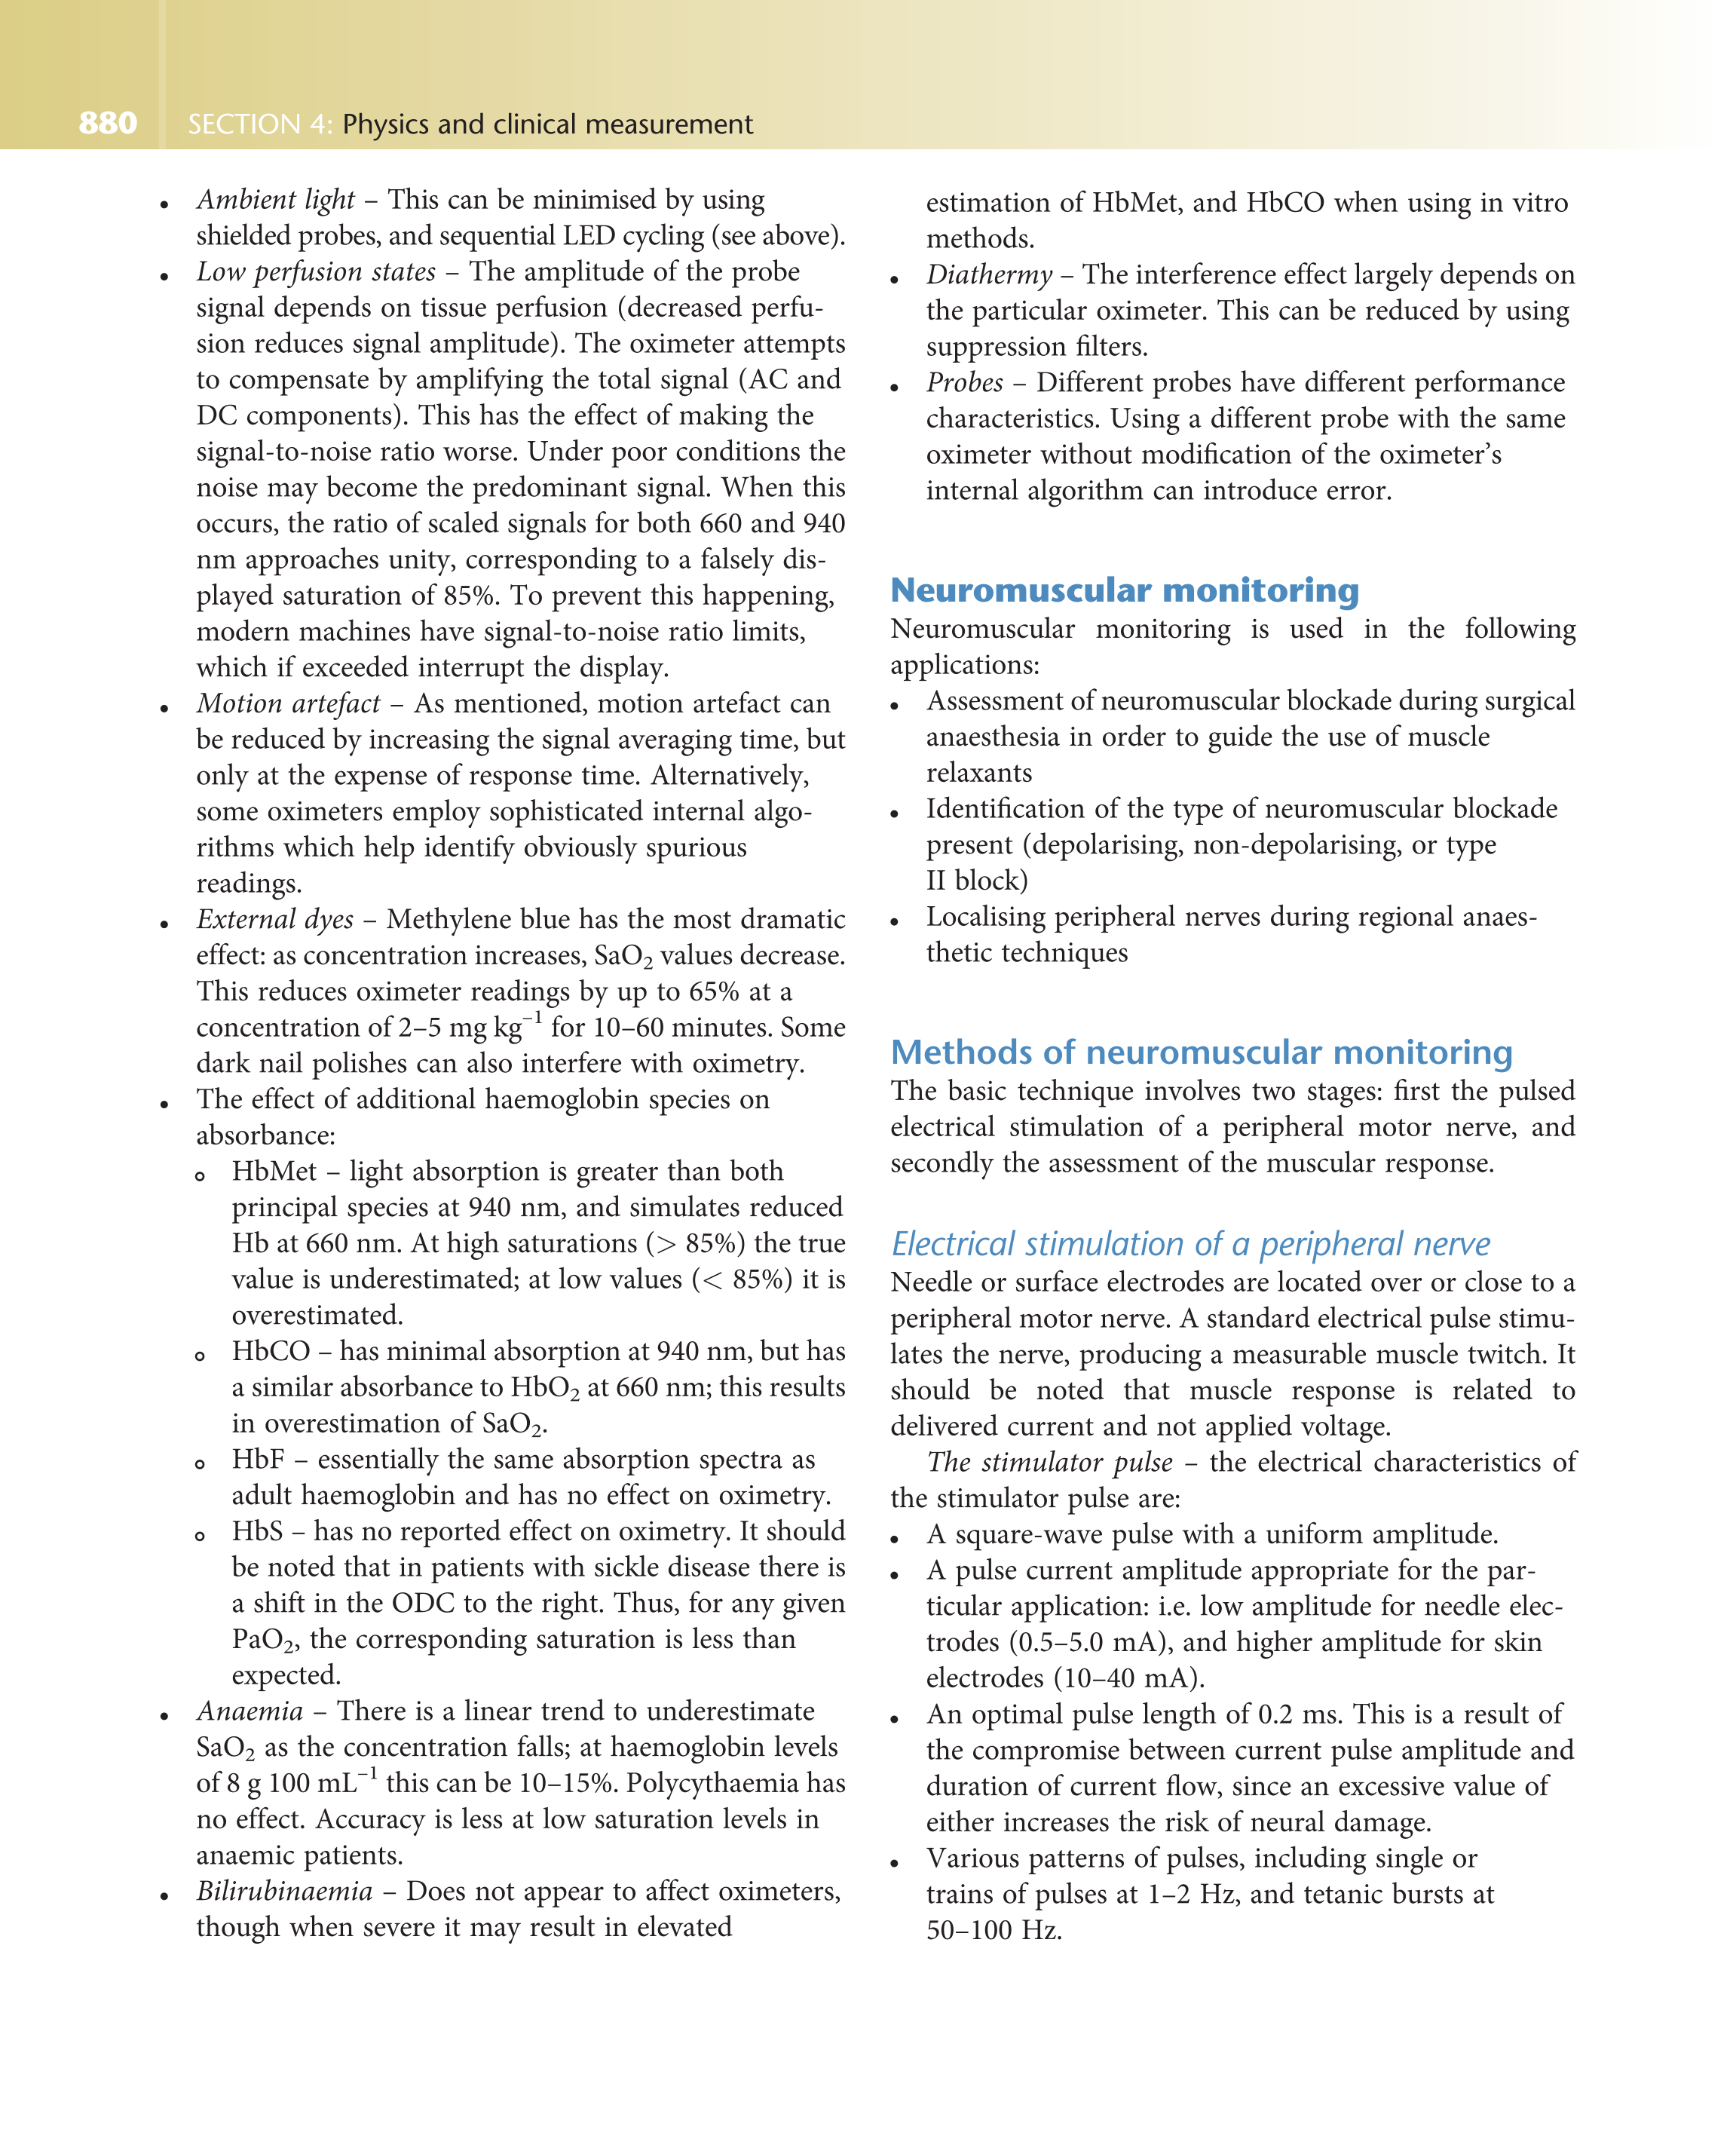 880 SECTION 4: Physics and clinical measurement
• Ambient light – This can be minimised by using
shielded probes, and sequential LED cycling (see above).
• Low perfusion states – The amplitude of the probe
signal depends on tissue perfusion (decreased perfu-
sion reduces signal amplitude). The oximeter attempts
to compensate by amplifying the total signal (AC and
DC components). This has the effect of making the
signal-to-noise ratio worse. Under poor conditions the
noise may become the predominant signal. When this
occurs, the ratio of scaled signals for both 660 and 940
nm approaches unity, corresponding to a falsely dis-
played saturation of 85%. To prevent this happening,
modern machines have signal-to-noise ratio limits,
which if exceeded interrupt the display.
• Motion artefact – As mentioned, motion artefact can
be reduced by increasing the signal averaging time, but
only at the expense of response time. Alternatively,
some oximeters employ sophisticated internal algo-
rithms which help identify obviously spurious
readings.
• External dyes – Methylene blue has the most dramatic
effect: as concentration increases, SaO₂ values decrease.
This reduces oximeter readings by up to 65% at a
concentration of 2–5 mg kg⁻¹ for 10–60 minutes. Some
dark nail polishes can also interfere with oximetry.
• The effect of additional haemoglobin species on
absorbance:
○ HbMet – light absorption is greater than both
principal species at 940 nm, and simulates reduced
Hb at 660 nm. At high saturations (> 85%) the true
value is underestimated; at low values (< 85%) it is
overestimated.
○ HbCO – has minimal absorption at 940 nm, but has
a similar absorbance to HbO₂ at 660 nm; this results
in overestimation of SaO₂.
○ HbF – essentially the same absorption spectra as
adult haemoglobin and has no effect on oximetry.
○ HbS – has no reported effect on oximetry. It should
be noted that in patients with sickle disease there is
a shift in the ODC to the right. Thus, for any given
PaO₂, the corresponding saturation is less than
expected.
• Anaemia – There is a linear trend to underestimate
SaO₂ as the concentration falls; at haemoglobin levels
of 8 g 100 mL⁻¹ this can be 10–15%. Polycythaemia has
no effect. Accuracy is less at low saturation levels in
anaemic patients.
• Bilirubinaemia – Does not appear to affect oximeters,
though when severe it may result in elevated
estimation of HbMet, and HbCO when using in vitro
methods.
• Diathermy – The interference effect largely depends on
the particular oximeter. This can be reduced by using
suppression filters.
• Probes – Different probes have different performance
characteristics. Using a different probe with the same
oximeter without modification of the oximeter’s
internal algorithm can introduce error.
Neuromuscular monitoring
Neuromuscular monitoring is used in the following
applications:
• Assessment of neuromuscular blockade during surgical
anaesthesia in order to guide the use of muscle
relaxants
• Identification of the type of neuromuscular blockade
present (depolarising, non-depolarising, or type
II block)
• Localising peripheral nerves during regional anaes-
thetic techniques
Methods of neuromuscular monitoring
The basic technique involves two stages: first the pulsed
electrical stimulation of a peripheral motor nerve, and
secondly the assessment of the muscular response.
Electrical stimulation of a peripheral nerve
Needle or surface electrodes are located over or close to a
peripheral motor nerve. A standard electrical pulse stimu-
lates the nerve, producing a measurable muscle twitch. It
should be noted that muscle response is related to
delivered current and not applied voltage.
The stimulator pulse – the electrical characteristics of
the stimulator pulse are:
• A square-wave pulse with a uniform amplitude.
• A pulse current amplitude appropriate for the par-
ticular application: i.e. low amplitude for needle elec-
trodes (0.5–5.0 mA), and higher amplitude for skin
electrodes (10–40 mA).
• An optimal pulse length of 0.2 ms. This is a result of
the compromise between current pulse amplitude and
duration of current flow, since an excessive value of
either increases the risk of neural damage.
• Various patterns of pulses, including single or
trains of pulses at 1–2 Hz, and tetanic bursts at
50–100 Hz.